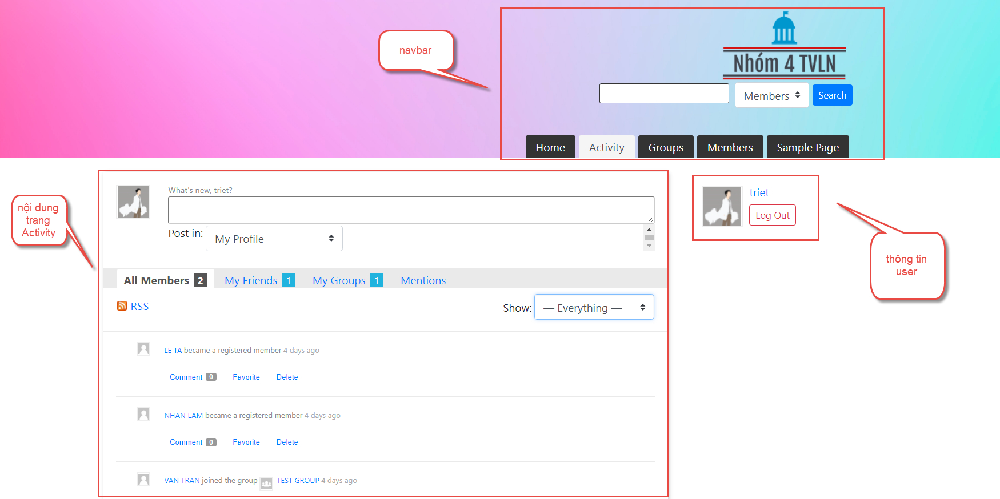 Nhóm 4 TVLN
navbar
Members Search
Home Activity Groups Members Sample Page
nội dung
trang
Activity
What's new, triet?
Post in: My Profile
triet
Log Out
thông tin
user
All Members 2 My Friends 1 My Groups 1 Mentions
RSS Show: — Everything —
LE TA became a registered member 4 days ago
Comment 0 Favorite Delete
NHAN LAM became a registered member 4 days ago
Comment 0 Favorite Delete
VAN TRAN joined the group TEST GROUP 4 days ago